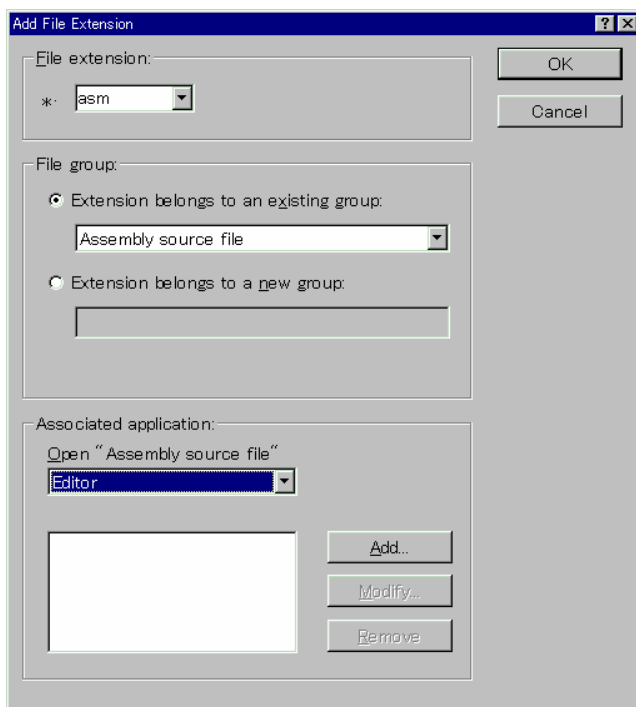 Add File Extension
File extension:
*. asm
OK
Cancel
File group:
Extension belongs to an existing group:
Assembly source file
Extension belongs to a new group:
Associated application:
Open "Assembly source file"
Editor
Add...
Modify...
Remove